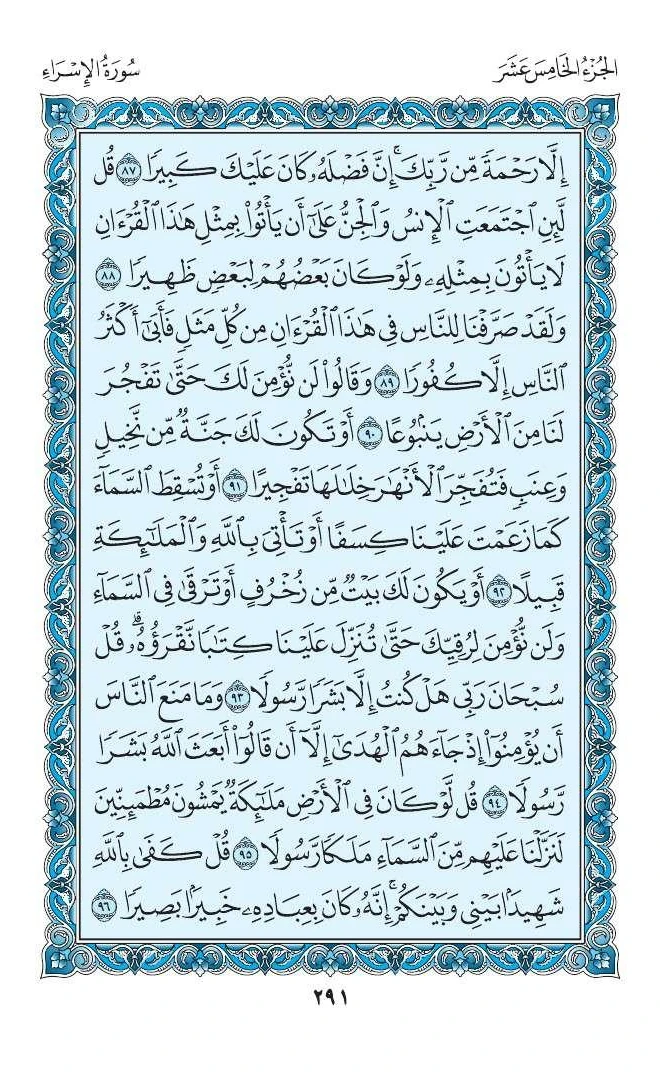 الجُزْءُ الخَامِسَ عَشَرَ
سُورَةُ الإِسْرَاءِ
إِلَّا رَحْمَةً مِّن رَّبِّكَۚ إِنَّ فَضْلَهُۥ كَانَ عَلَيْكَ كَبِيرًا ٨٧ قُل
لَّئِنِ ٱجْتَمَعَتِ ٱلْإِنسُ وَٱلْجِنُّ عَلَىٰٓ أَن يَأْتُوا۟ بِمِثْلِ هَـٰذَا ٱلْقُرْءَانِ
لَا يَأْتُونَ بِمِثْلِهِۦ وَلَوْ كَانَ بَعْضُهُمْ لِبَعْضٍ ظَهِيرًا ٨٨
وَلَقَدْ صَرَّفْنَا لِلنَّاسِ فِى هَـٰذَا ٱلْقُرْءَانِ مِن كُلِّ مَثَلٍ فَأَبَىٰٓ أَكْثَرُ
ٱلنَّاسِ إِلَّا كُفُورًا ٨٩ وَقَالُوا۟ لَن نُّؤْمِنَ لَكَ حَتَّىٰ تَفْجُرَ
لَنَا مِنَ ٱلْأَرْضِ يَنۢبُوعًا ٩٠ أَوْ تَكُونَ لَكَ جَنَّةٌ مِّن نَّخِيلٍ
وَعِنَبٍ فَتُفَجِّرَ ٱلْأَنْهَـٰرَ خِلَـٰلَهَا تَفْجِيرًا ٩١ أَوْ تُسْقِطَ ٱلسَّمَآءَ
كَمَا زَعَمْتَ عَلَيْنَا كِسَفًا أَوْ تَأْتِىَ بِٱللَّهِ وَٱلْمَلَـٰٓئِكَةِ
قَبِيلًا ٩٢ أَوْ يَكُونَ لَكَ بَيْتٌ مِّن زُخْرُفٍ أَوْ تَرْقَىٰ فِى ٱلسَّمَآءِ
وَلَن نُّؤْمِنَ لِرُقِيِّكَ حَتَّىٰ تُنَزِّلَ عَلَيْنَا كِتَـٰبًا نَّقْرَؤُهُۥۗ قُلْ
سُبْحَانَ رَبِّى هَلْ كُنتُ إِلَّا بَشَرًا رَّسُولًا ٩٣ وَمَا مَنَعَ ٱلنَّاسَ
أَن يُؤْمِنُوٓا۟ إِذْ جَآءَهُمُ ٱلْهُدَىٰٓ إِلَّآ أَن قَالُوٓا۟ أَبَعَثَ ٱللَّهُ بَشَرًا
رَّسُولًا ٩٤ قُل لَّوْ كَانَ فِى ٱلْأَرْضِ مَلَـٰٓئِكَةٌ يَمْشُونَ مُطْمَئِنِّينَ
لَنَزَّلْنَا عَلَيْهِم مِّنَ ٱلسَّمَآءِ مَلَكًا رَّسُولًا ٩٥ قُلْ كَفَىٰ بِٱللَّهِ
شَهِيدًۢا بَيْنِى وَبَيْنَكُمْۚ إِنَّهُۥ كَانَ بِعِبَادِهِۦ خَبِيرًۢا بَصِيرًا ٩٦
٢٩١